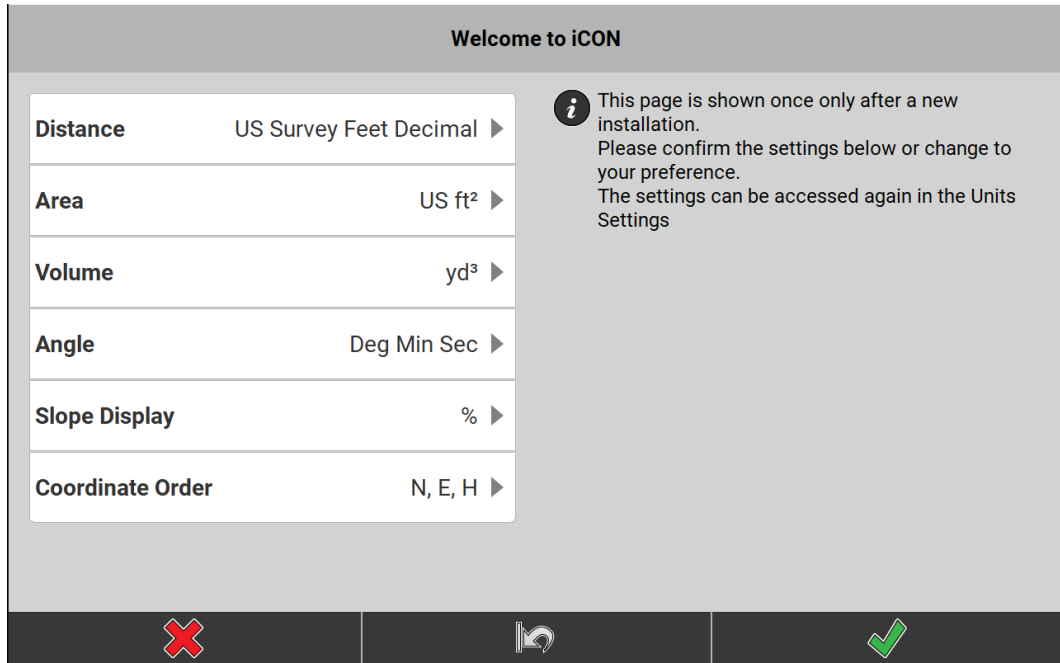 Welcome to iCON
Distance US Survey Feet Decimal
Area US ft²
Volume yd³
Angle Deg Min Sec
Slope Display %
Coordinate Order N, E, H
This page is shown once only after a new
installation.
Please confirm the settings below or change to
your preference.
The settings can be accessed again in the Units
Settings